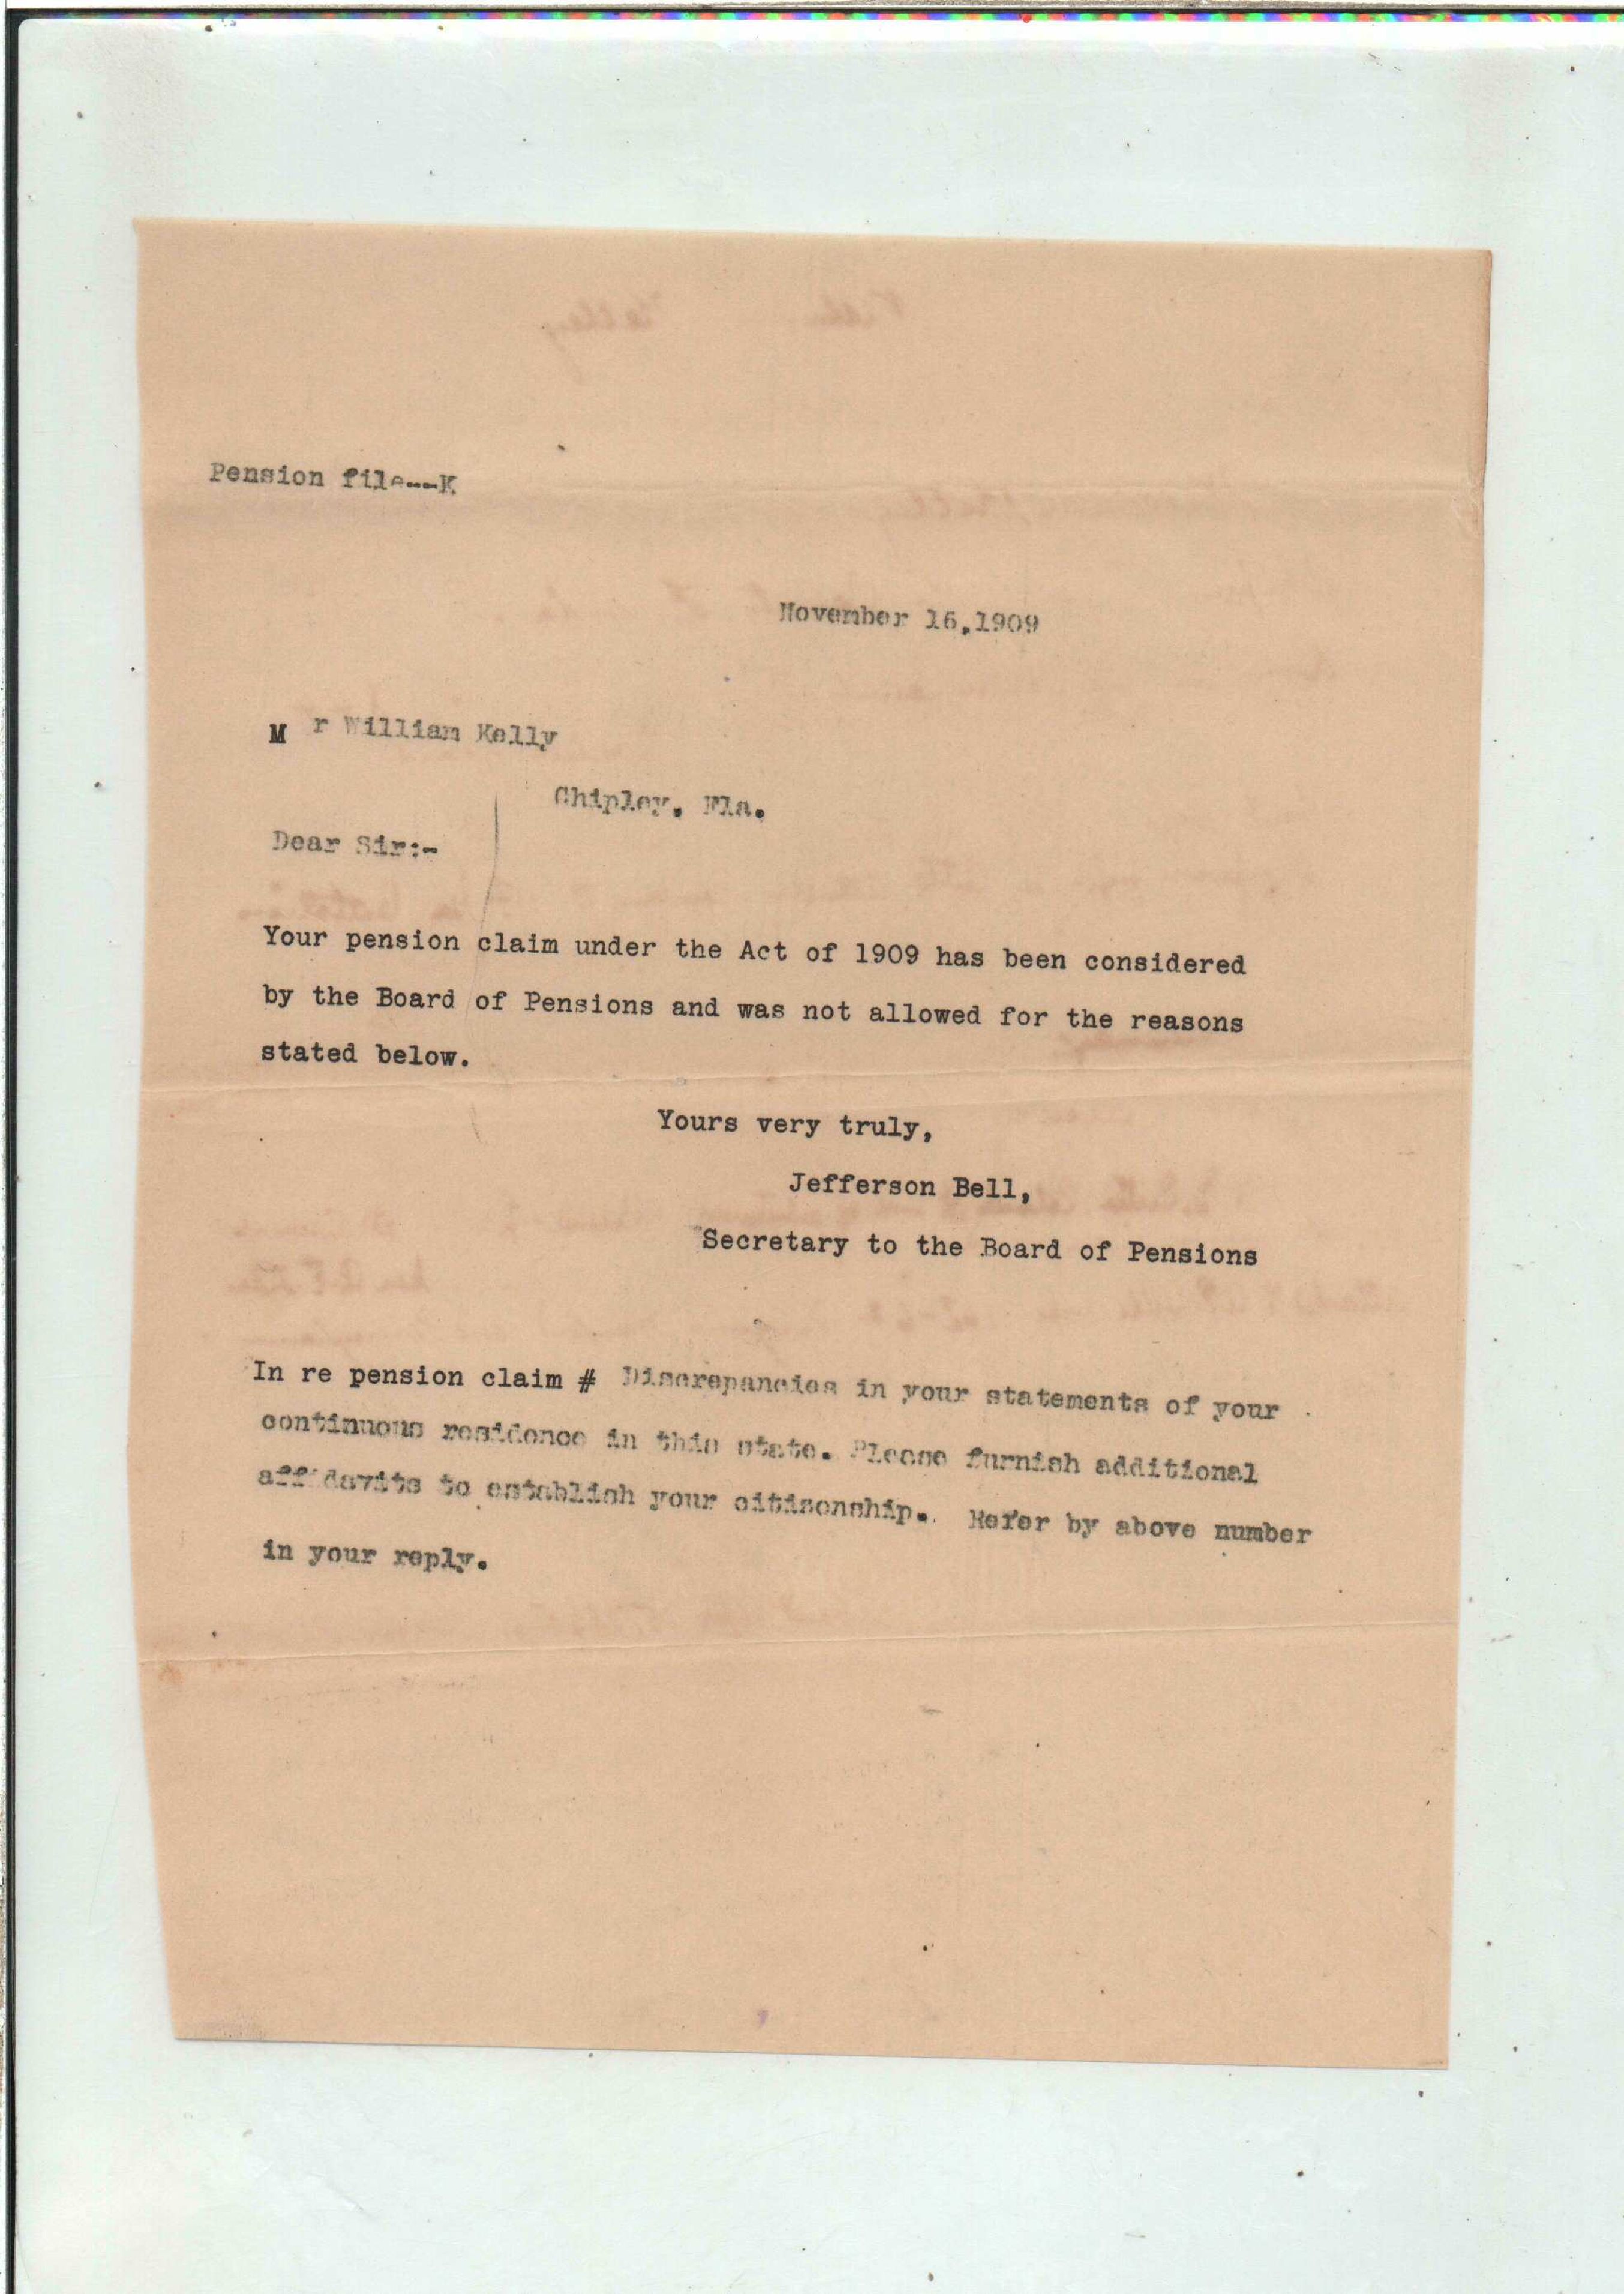 Pension file---K
November 16,1909
M r William Kelly
Chipley, Fla.
Dear Sir:-
Your pension claim under the Act of 1909 has been considered
by the Board of Pensions and was not allowed for the reasons
stated below.
Yours very truly,
Jefferson Bell,
Secretary to the Board of Pensions
In re pension claim # Discrepancies in your statements of your
continuous residence in this state. Please furnish additional
affidavits to establish your citizenship. Refer by above number
in your reply.